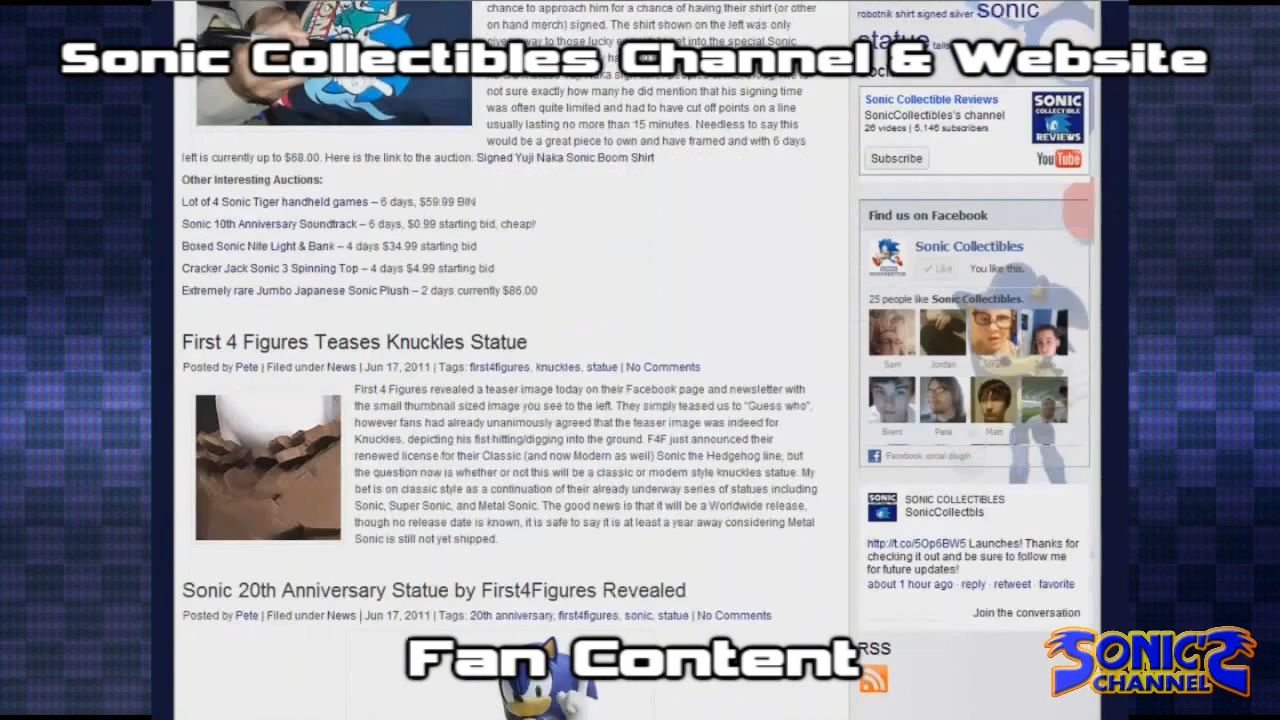 chance to approach him for a chance of having their shirt (or other
on hand merch) signed. The shirt shown on the left was only
Sonic Collectibles Channel & Website
not sure exactly how many he did mention that his signing time
was often quite limited and had to have cut off points on a line
usually lasting no more than 15 minutes. Needless to say this
would be a great piece to own and have framed and with 6 days
left is currently up to $68.00. Here is the link to the auction. Signed Yuji Naka Sonic Boom Shirt
Other Interesting Auctions:
Lot of 4 Sonic Tiger handheld games – 6 days, $59.99 BIN
Sonic 10th Anniversary Soundtrack – 6 days, $0.99 starting bid, cheap!
Boxed Sonic Nite Light & Bank – 4 days $34.99 starting bid
Cracker Jack Sonic 3 Spinning Top – 4 days $4.99 starting bid
Extremely rare Jumbo Japanese Sonic Plush – 2 days currently $86.00
First 4 Figures Teases Knuckles Statue
Posted by Pete | Filed under News | Jun 17, 2011 | Tags: first4figures, knuckles, statue | No Comments
First 4 Figures revealed a teaser image today on their Facebook page and newsletter with
the small thumbnail sized image you see to the left. They simply teased us to "Guess who",
however fans had already unanimously agreed that the teaser image was indeed for
Knuckles, depicting his fist hitting/digging into the ground. F4F just announced their
renewed license for their Classic (and now Modern as well) Sonic the Hedgehog line; but
the question now is whether or not this will be a classic or modern style knuckles statue. My
bet is on classic style as a continuation of their already underway series of statues including
Sonic, Super Sonic, and Metal Sonic. The good news is that it will be a Worldwide release,
though no release date is known, it is safe to say it is at least a year away considering Metal
Sonic is still not yet shipped.
Sonic 20th Anniversary Statue by First4Figures Revealed
Posted by Pete | Filed under News | Jun 17, 2011 | Tags: 20th anniversary, first4figures, sonic, statue | No Comments
robotnik shirt signed silver sonic
statue tails
Sonic Collectible Reviews
SonicCollectibles's channel
26 videos | 5,146 subscribers
Subscribe
SONIC
COLLECTIBLE
REVIEWS
YouTube
Find us on Facebook
Sonic Collectibles
Like You like this.
25 people like Sonic Collectibles.
Sam Jordan
Brent Pete Matt
Facebook social plugin
SONIC COLLECTIBLES
SonicCollectbls
http://t.co/5Op6BW5 Launches! Thanks for
checking it out and be sure to follow me
for future updates!
about 1 hour ago · reply · retweet · favorite
Join the conversation
RSS
Fan Content
SONIC'S
CHANNEL